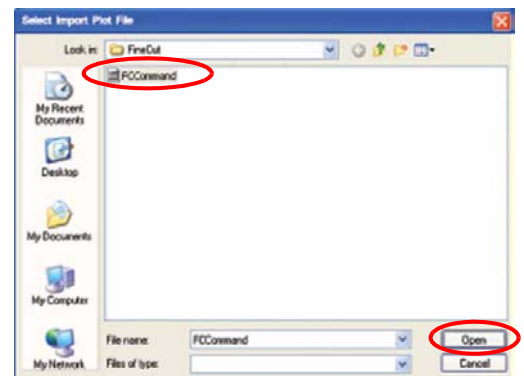 Select Import Plot File
Look in: FineCut
FCCommand
My Recent
Documents
Desktop
My Documents
My Computer
My Network
File name: FCCommand Open
Files of type: Cancel